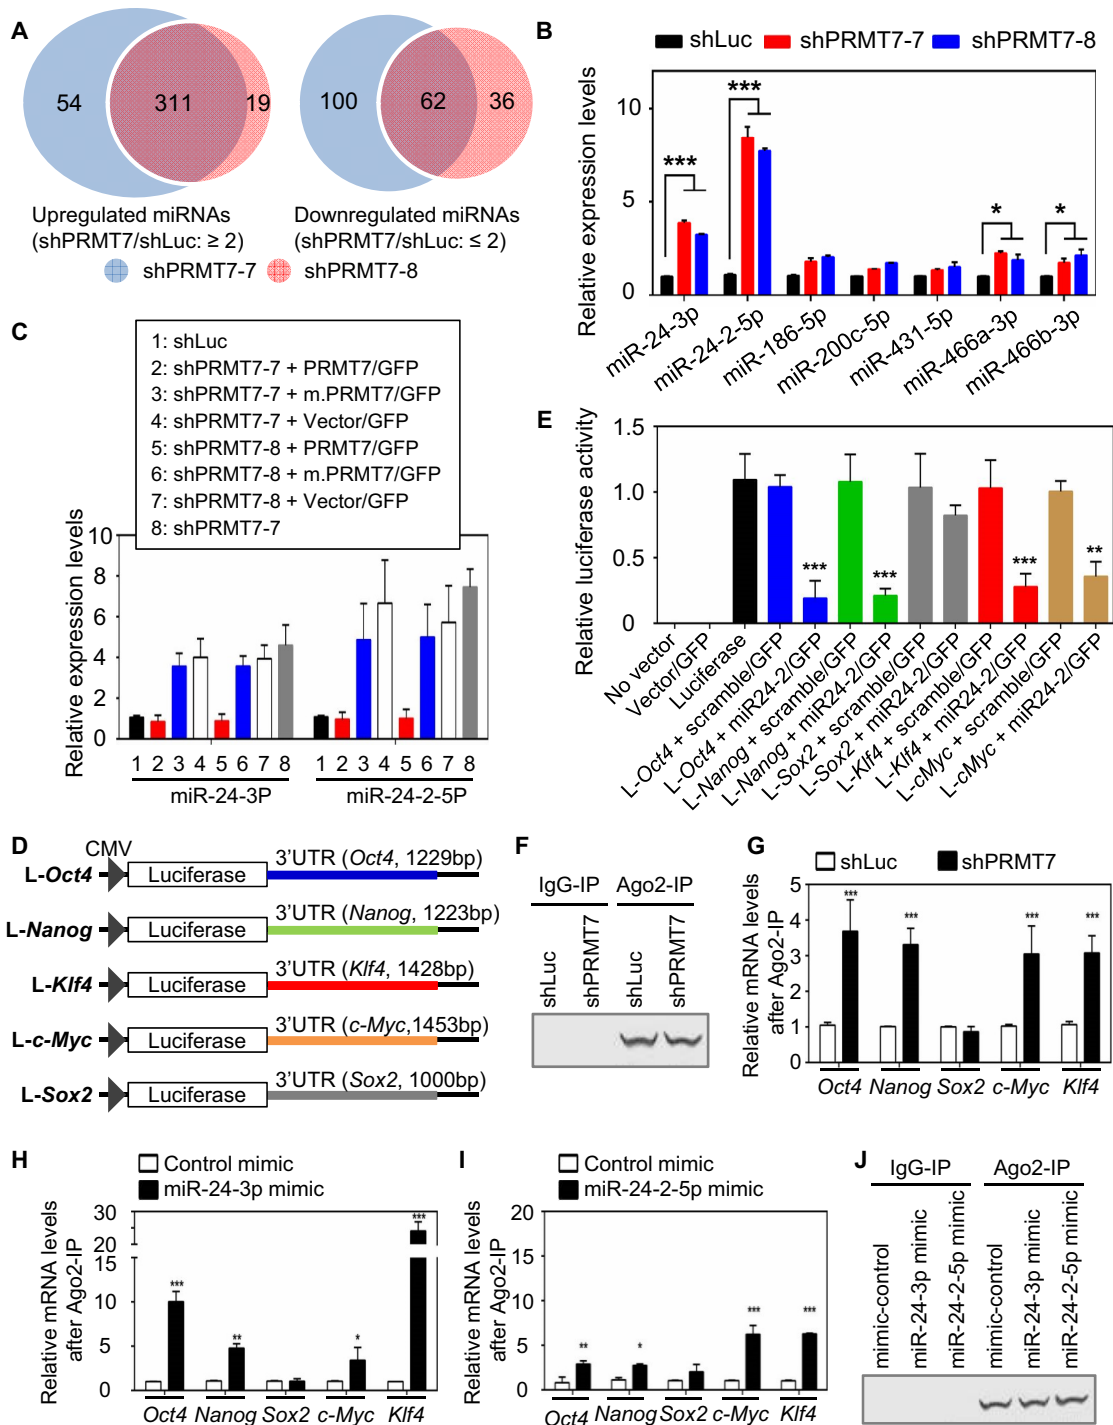 A
54
311
19
100
62
36
Upregulated miRNAs
(shPRMT7/shLuc: ≥ 2)
Downregulated miRNAs
(shPRMT7/shLuc: ≤ 2)
shPRMT7-7
shPRMT7-8
B
shLuc
shPRMT7-7
shPRMT7-8
Relative expression levels
10
5
0
***
***
*
*
miR-24-3p
miR-24-2-5p
miR-186-5p
miR-200c-5p
miR-431-5p
miR-466a-3p
miR-466b-3p
C
1: shLuc
2: shPRMT7-7 + PRMT7/GFP
3: shPRMT7-7 + m.PRMT7/GFP
4: shPRMT7-7 + Vector/GFP
5: shPRMT7-8 + PRMT7/GFP
6: shPRMT7-8 + m.PRMT7/GFP
7: shPRMT7-8 + Vector/GFP
8: shPRMT7-7
Relative expression levels
10
8
6
4
2
0
1 2 3 4 5 6 7 8
1 2 3 4 5 6 7 8
miR-24-3P
miR-24-2-5P
E
Relative luciferase activity
1.5
1.0
0.5
0
***
***
***
**
No vector
Vector/GFP
Luciferase
L-Oct4 + scramble/GFP
L-Oct4 + miR24-2/GFP
L-Nanog + scramble/GFP
L-Nanog + miR24-2/GFP
L-Sox2 + scramble/GFP
L-Sox2 + miR24-2/GFP
L-Klf4 + scramble/GFP
L-Klf4 + miR24-2/GFP
L-cMyc + scramble/GFP
L-cMyc + miR24-2/GFP
D
CMV
L-Oct4
Luciferase
3'UTR (Oct4, 1229bp)
L-Nanog
Luciferase
3'UTR (Nanog, 1223bp)
L-Klf4
Luciferase
3'UTR (Klf4, 1428bp)
L-c-Myc
Luciferase
3'UTR (c-Myc,1453bp)
L-Sox2
Luciferase
3'UTR (Sox2, 1000bp)
F
IgG-IP
Ago2-IP
shLuc
shPRMT7
shLuc
shPRMT7
G
shLuc
shPRMT7
Relative mRNA levels
after Ago2-IP
5
4
3
2
1
0
***
***
***
***
Oct4
Nanog
Sox2
c-Myc
Klf4
H
Control mimic
miR-24-3p mimic
Relative mRNA levels
after Ago2-IP
30
20
15
10
5
0
***
**
*
***
Oct4
Nanog
Sox2
c-Myc
Klf4
I
Control mimic
miR-24-2-5p mimic
Relative mRNA levels
after Ago2-IP
20
15
10
5
0
**
*
***
***
Oct4
Nanog
Sox2
c-Myc
Klf4
J
IgG-IP
Ago2-IP
mimic-control
miR-24-3p mimic
miR-24-2-5p mimic
mimic-control
miR-24-3p mimic
miR-24-2-5p mimic